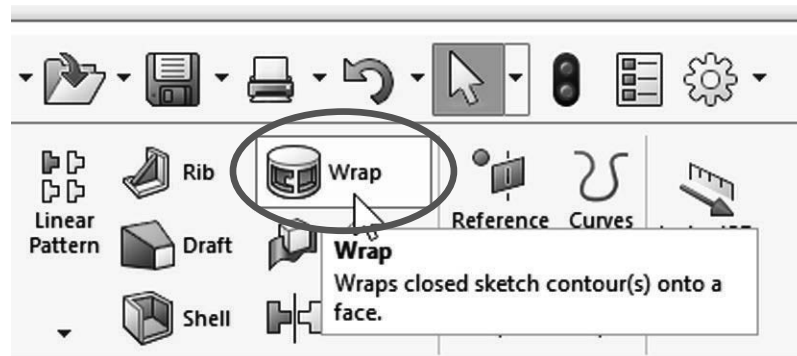 Rib
Wrap
Linear
Pattern
Draft
Shell
Reference
Curves
Wrap
Wraps closed sketch contour(s) onto a
face.